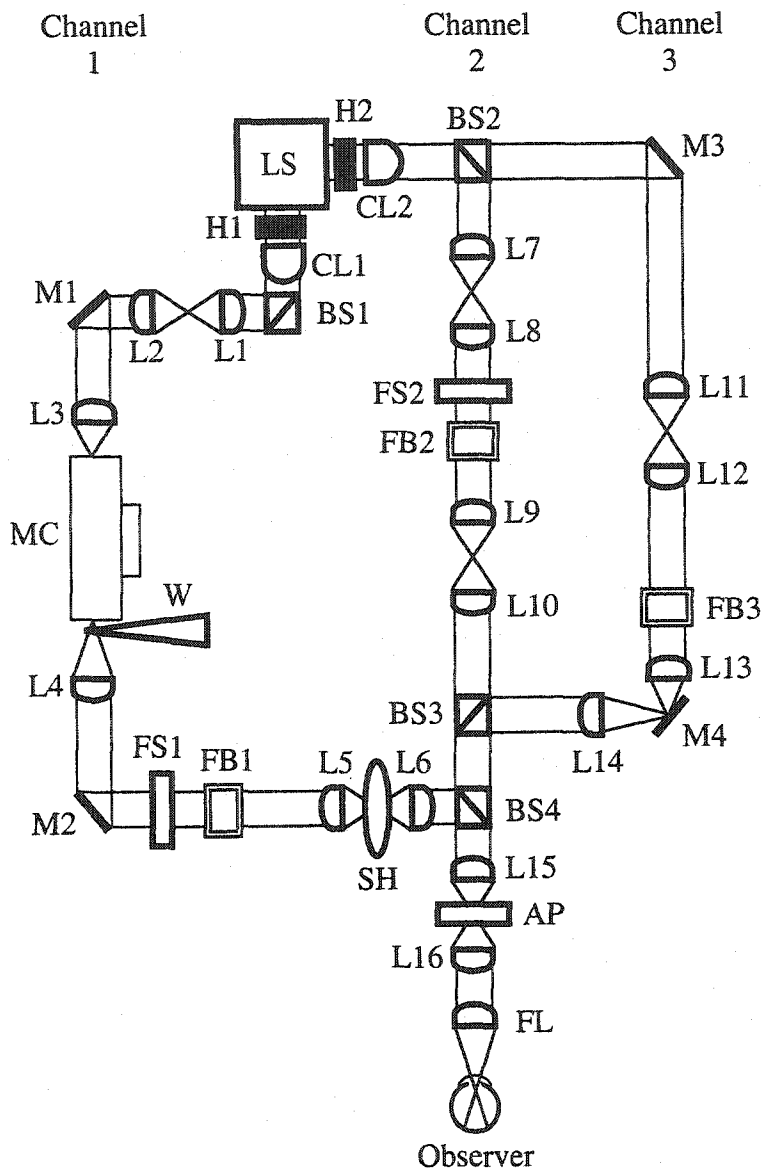 Channel
1
Channel
2
Channel
3
H2
BS2
M3
LS
CL2
H1
CL1
L7
M1
BS1
L2
L1
L8
FS2
L11
L3
FB2
L12
MC
L9
W
L10
FB3
L4
L13
BS3
FS1
FB1
L5
L6
L14
M4
M2
BS4
SH
L15
AP
L16
FL
Observer